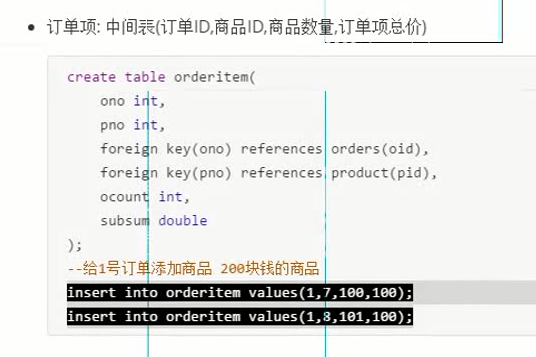 订单项: 中间表(订单ID,商品ID,商品数量,订单项总价)
create table orderitem(
ono int,
pno int,
foreign key(ono) references orders(oid),
foreign key(pno) references product(pid),
ocount int,
subsum double
);
--给1号订单添加商品 200块钱的商品
insert into orderitem values(1,7,100,100);
insert into orderitem values(1,8,101,100);